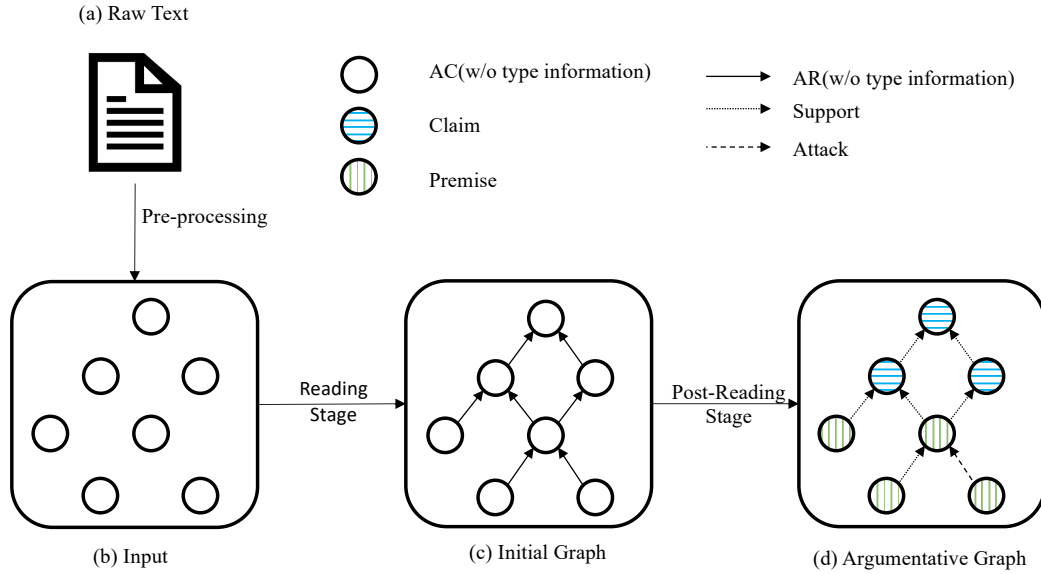 (a) Raw Text
AC(w/o type information)
Claim
Premise
AR(w/o type information)
Support
Attack
Pre-processing
Reading
Stage
Post-Reading
Stage
(b) Input
(c) Initial Graph
(d) Argumentative Graph